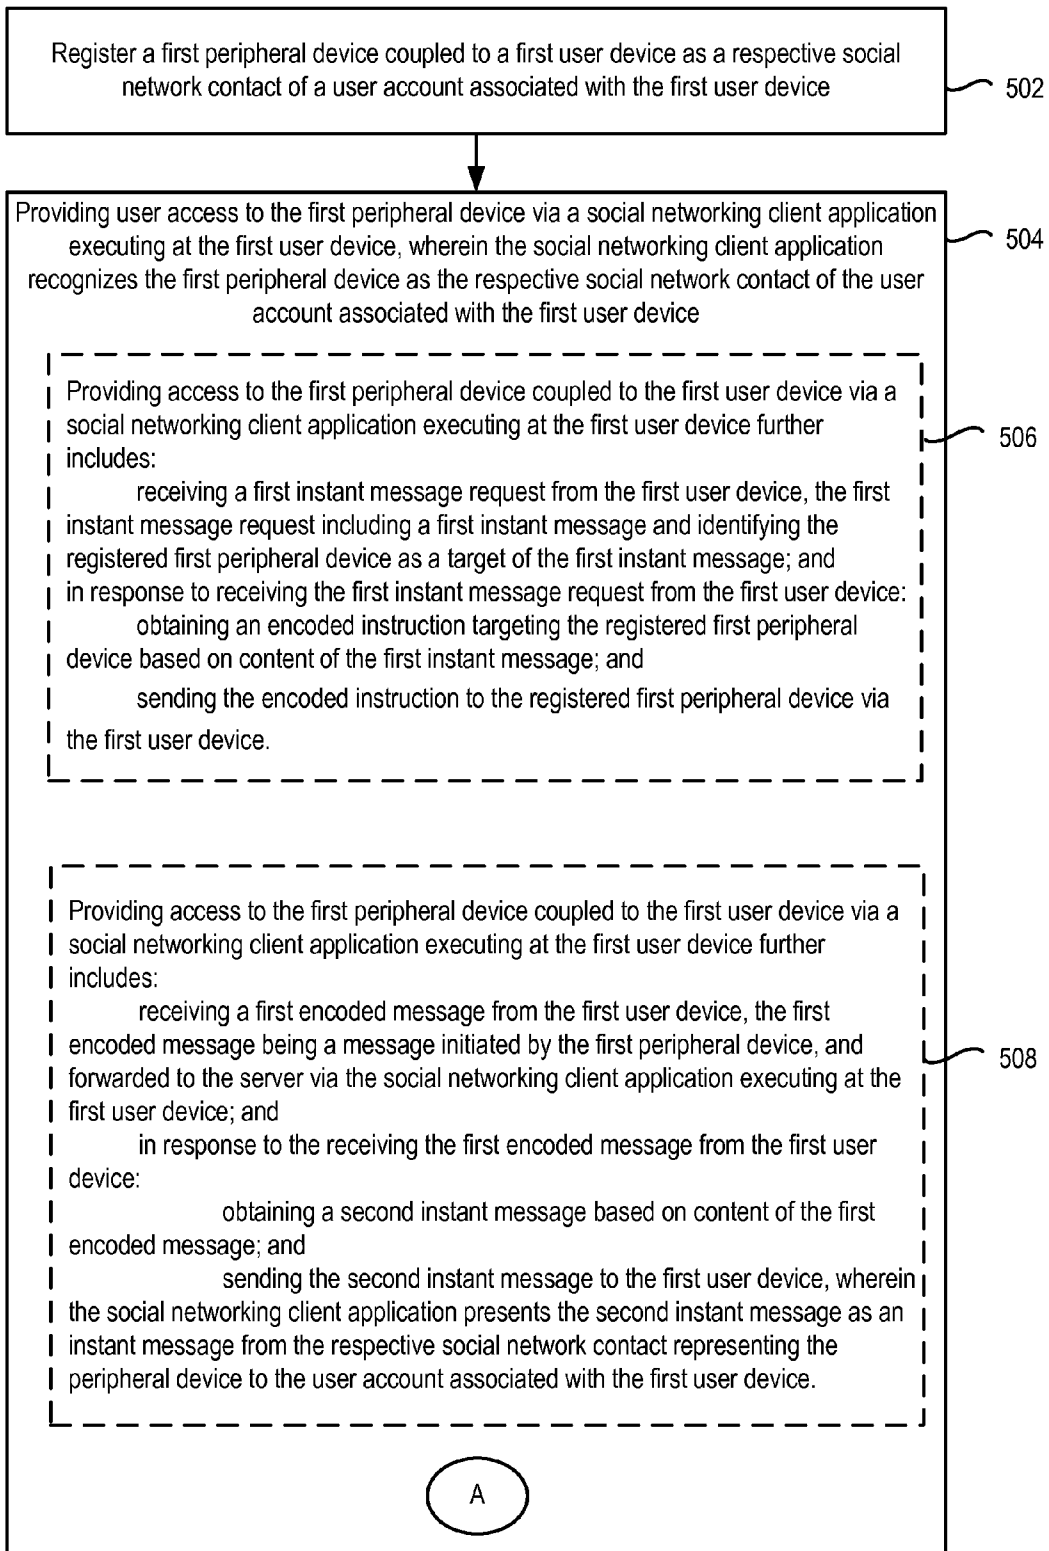 Register a first peripheral device coupled to a first user device as a respective social
network contact of a user account associated with the first user device
502
Providing user access to the first peripheral device via a social networking client application
executing at the first user device, wherein the social networking client application
recognizes the first peripheral device as the respective social network contact of the user
account associated with the first user device
504
Providing access to the first peripheral device coupled to the first user device via a
social networking client application executing at the first user device further
includes:
receiving a first instant message request from the first user device, the first
instant message request including a first instant message and identifying the
registered first peripheral device as a target of the first instant message; and
in response to receiving the first instant message request from the first user device:
obtaining an encoded instruction targeting the registered first peripheral
device based on content of the first instant message; and
sending the encoded instruction to the registered first peripheral device via
the first user device.
506
Providing access to the first peripheral device coupled to the first user device via a
social networking client application executing at the first user device further
includes:
receiving a first encoded message from the first user device, the first
encoded message being a message initiated by the first peripheral device, and
forwarded to the server via the social networking client application executing at the
first user device; and
in response to the receiving the first encoded message from the first user
device:
obtaining a second instant message based on content of the first
encoded message; and
sending the second instant message to the first user device, wherein
the social networking client application presents the second instant message as an
instant message from the respective social network contact representing the
peripheral device to the user account associated with the first user device.
508
A